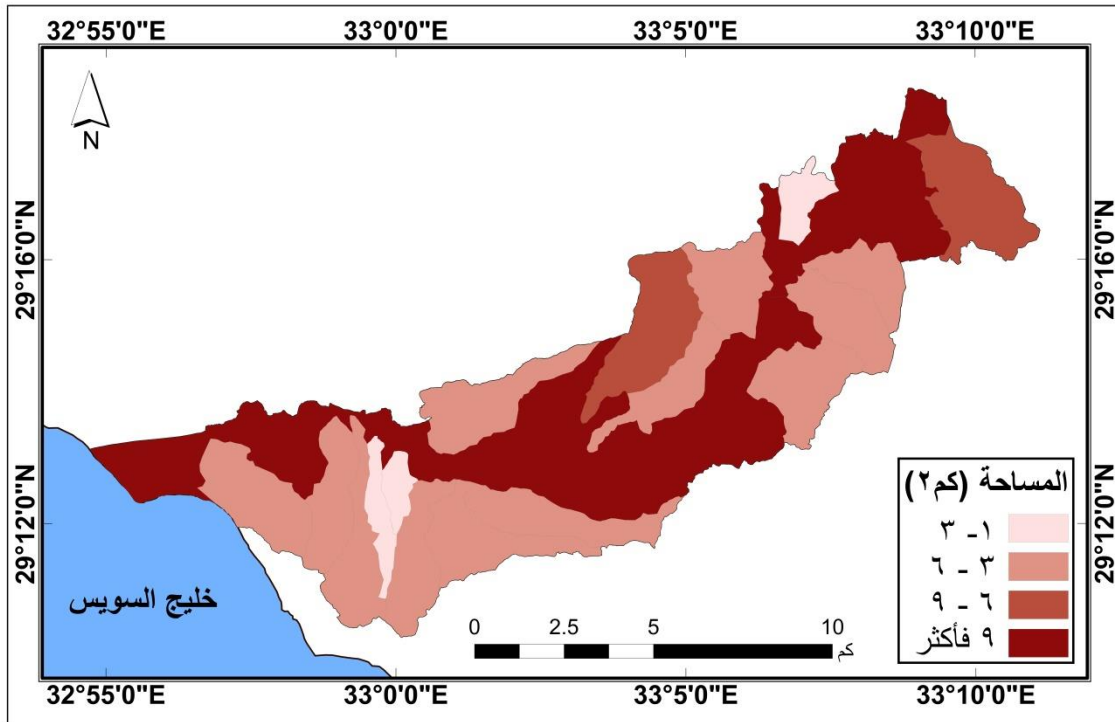 32°55'0"E 33°0'0"E 33°5'0"E 33°10'0"E
N
29°16'0"N 29°16'0"N
29°12'0"N 29°12'0"N
المساحة (كم٢)
١- ٣
٣ - ٦
٦ - ٩
٩ فأكثر
خليج السويس
0 2.5 5 10
كم
32°55'0"E 33°0'0"E 33°5'0"E 33°10'0"E